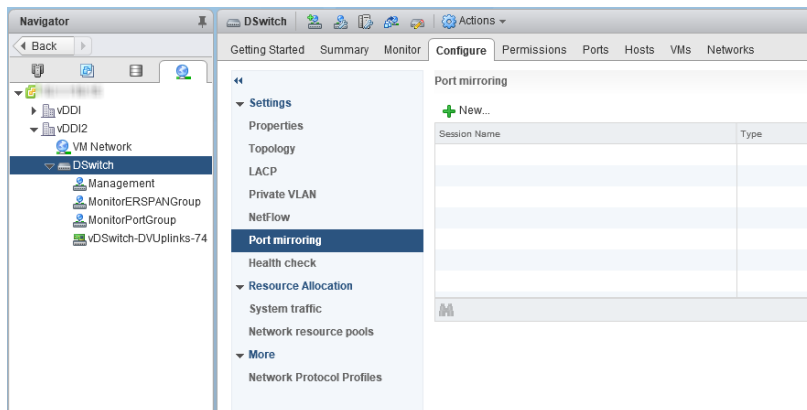 Navigator
Back
vDDI
vDDI2
VM Network
DSwitch
Management
MonitorERSPANGroup
MonitorPortGroup
vDSwitch-DVUplinks-74
DSwitch
Actions
Getting Started Summary Monitor Configure Permissions Ports Hosts VMs Networks
Settings
Properties
Topology
LACP
Private VLAN
NetFlow
Port mirroring
Health check
Resource Allocation
System traffic
Network resource pools
More
Network Protocol Profiles
Port mirroring
New...
Session Name Type